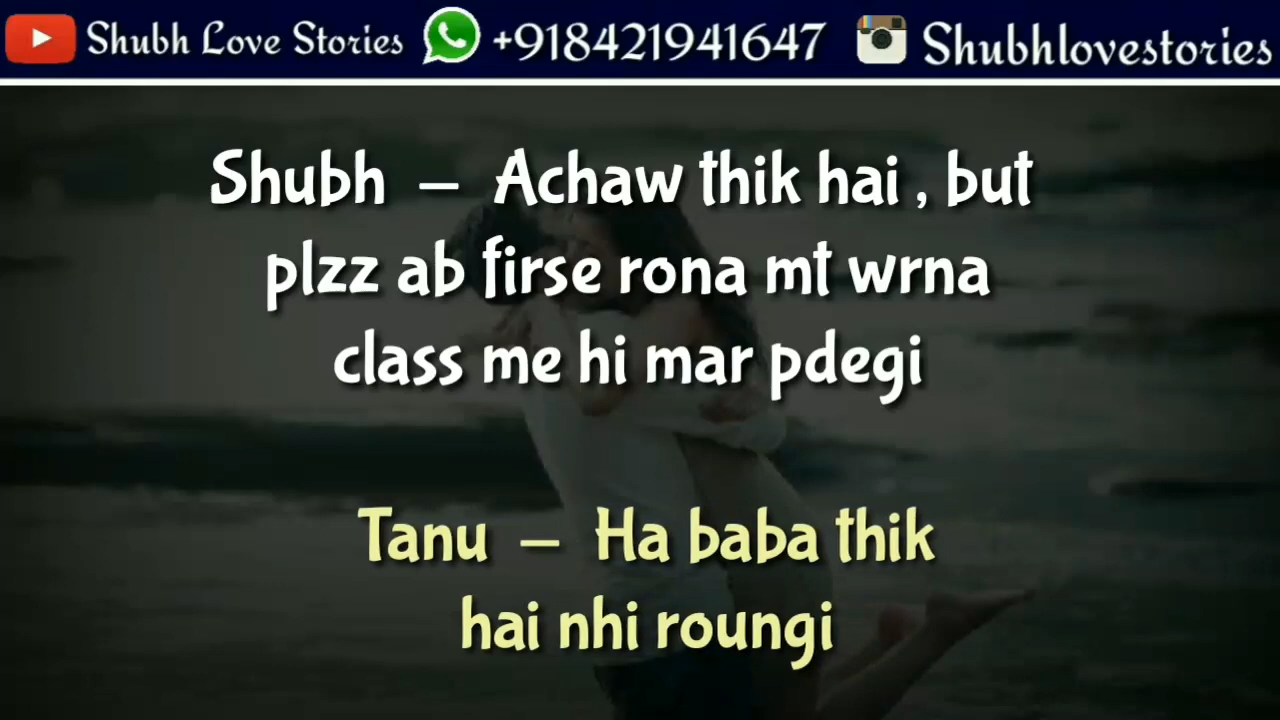 Shubh Love Stories +918421941647 Shubhlovestories
Shubh - Achaw thik hai , but
plzz ab firse rona mt wrna
class me hi mar pdegi
Tanu - Ha baba thik
hai nhi roungi